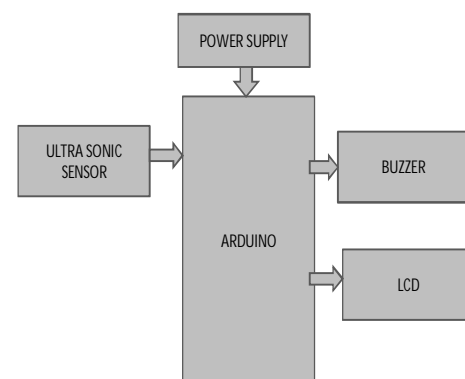 POWER SUPPLY
ULTRA SONIC
SENSOR
BUZZER
ARDUINO
LCD